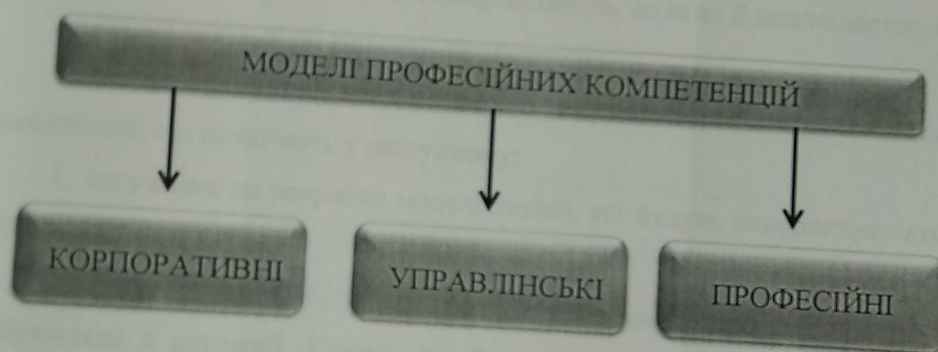 МОДЕЛІ ПРОФЕСІЙНИХ КОМПЕТЕНЦІЙ
КОРПОРАТИВНІ
УПРАВЛІНСЬКІ
ПРОФЕСІЙНІ